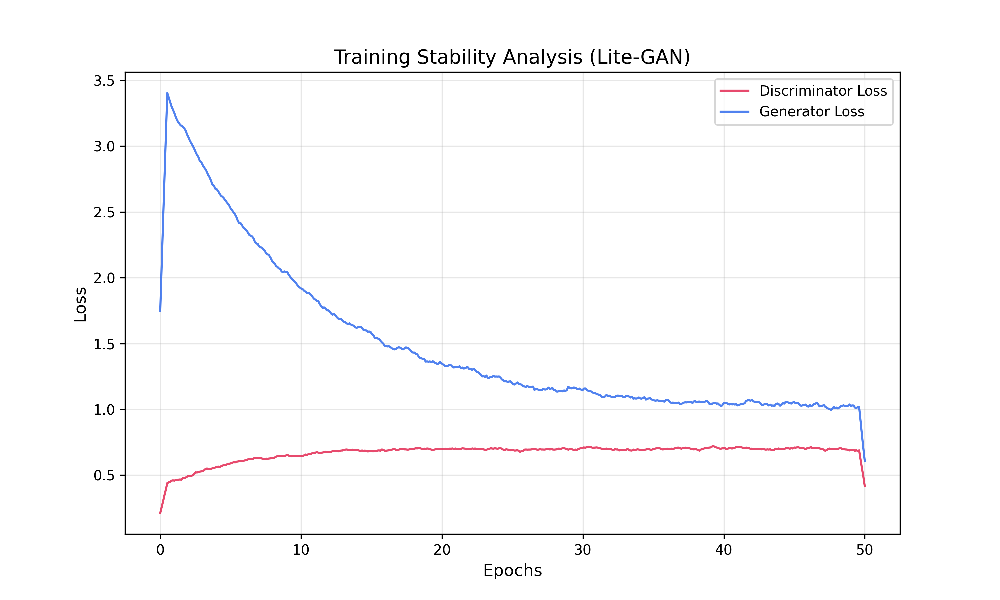 Training Stability Analysis (Lite-GAN)
Discriminator Loss
Generator Loss
Loss
3.5
3.0
2.5
2.0
1.5
1.0
0.5
0
10
20
30
40
50
Epochs